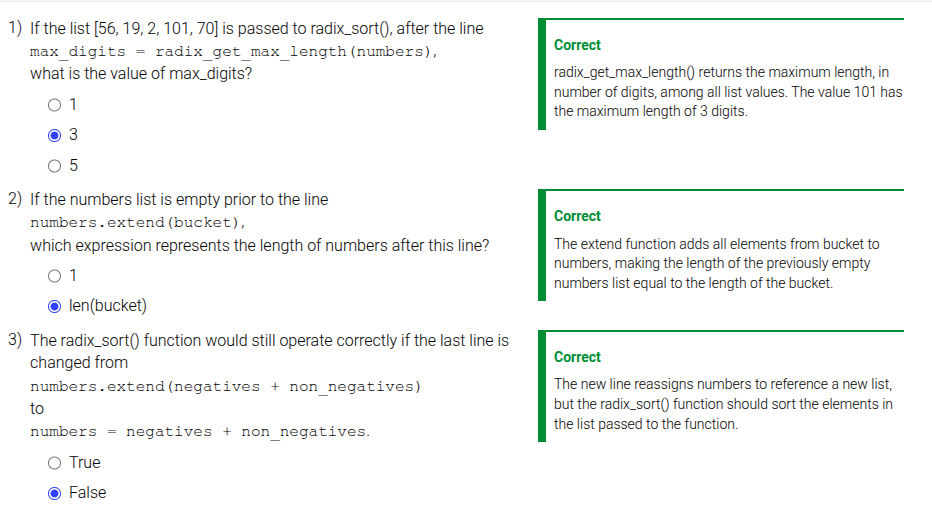 1) If the list [56, 19, 2, 101, 70] is passed to radix_sort(), after the line
max_digits = radix_get_max_length(numbers),
what is the value of max_digits?
1
3
5
Correct
radix_get_max_length() returns the maximum length, in
number of digits, among all list values. The value 101 has
the maximum length of 3 digits.
2) If the numbers list is empty prior to the line
numbers.extend(bucket),
which expression represents the length of numbers after this line?
1
len(bucket)
Correct
The extend function adds all elements from bucket to
numbers, making the length of the previously empty
numbers list equal to the length of the bucket.
3) The radix_sort() function would still operate correctly if the last line is
changed from
numbers.extend(negatives + non_negatives)
to
numbers = negatives + non_negatives.
True
False
Correct
The new line reassigns numbers to reference a new list,
but the radix_sort() function should sort the elements in
the list passed to the function.